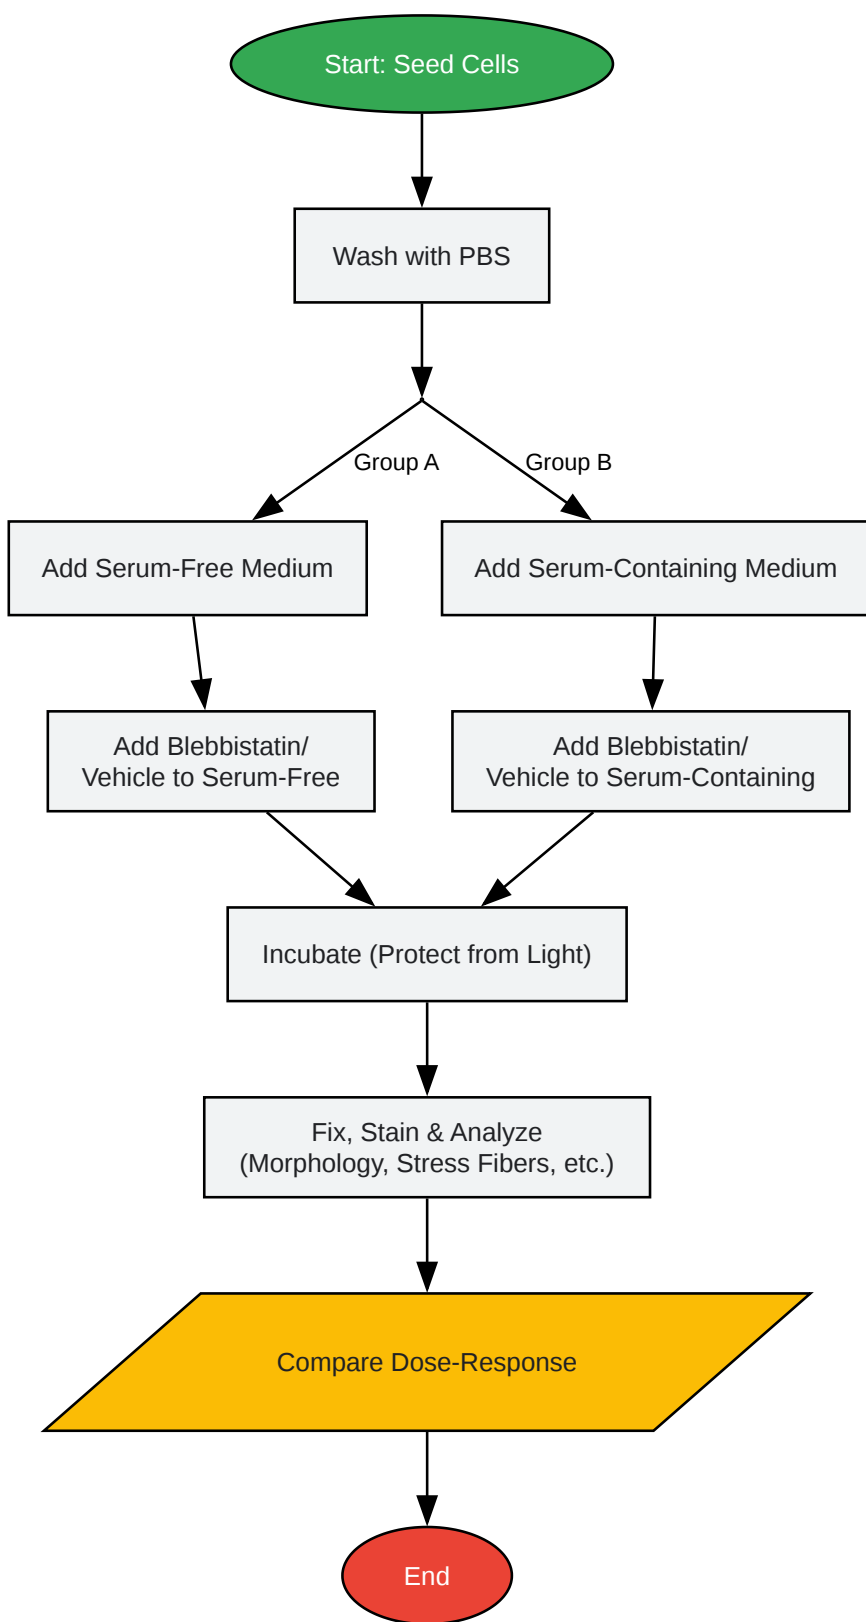 Start: Seed Cells
Wash with PBS
Group A
Group B
Add Serum-Free Medium
Add Serum-Containing Medium
Add Blebbistatin/
Vehicle to Serum-Free
Add Blebbistatin/
Vehicle to Serum-Containing
Incubate (Protect from Light)
Fix, Stain & Analyze
(Morphology, Stress Fibers, etc.)
Compare Dose-Response
End